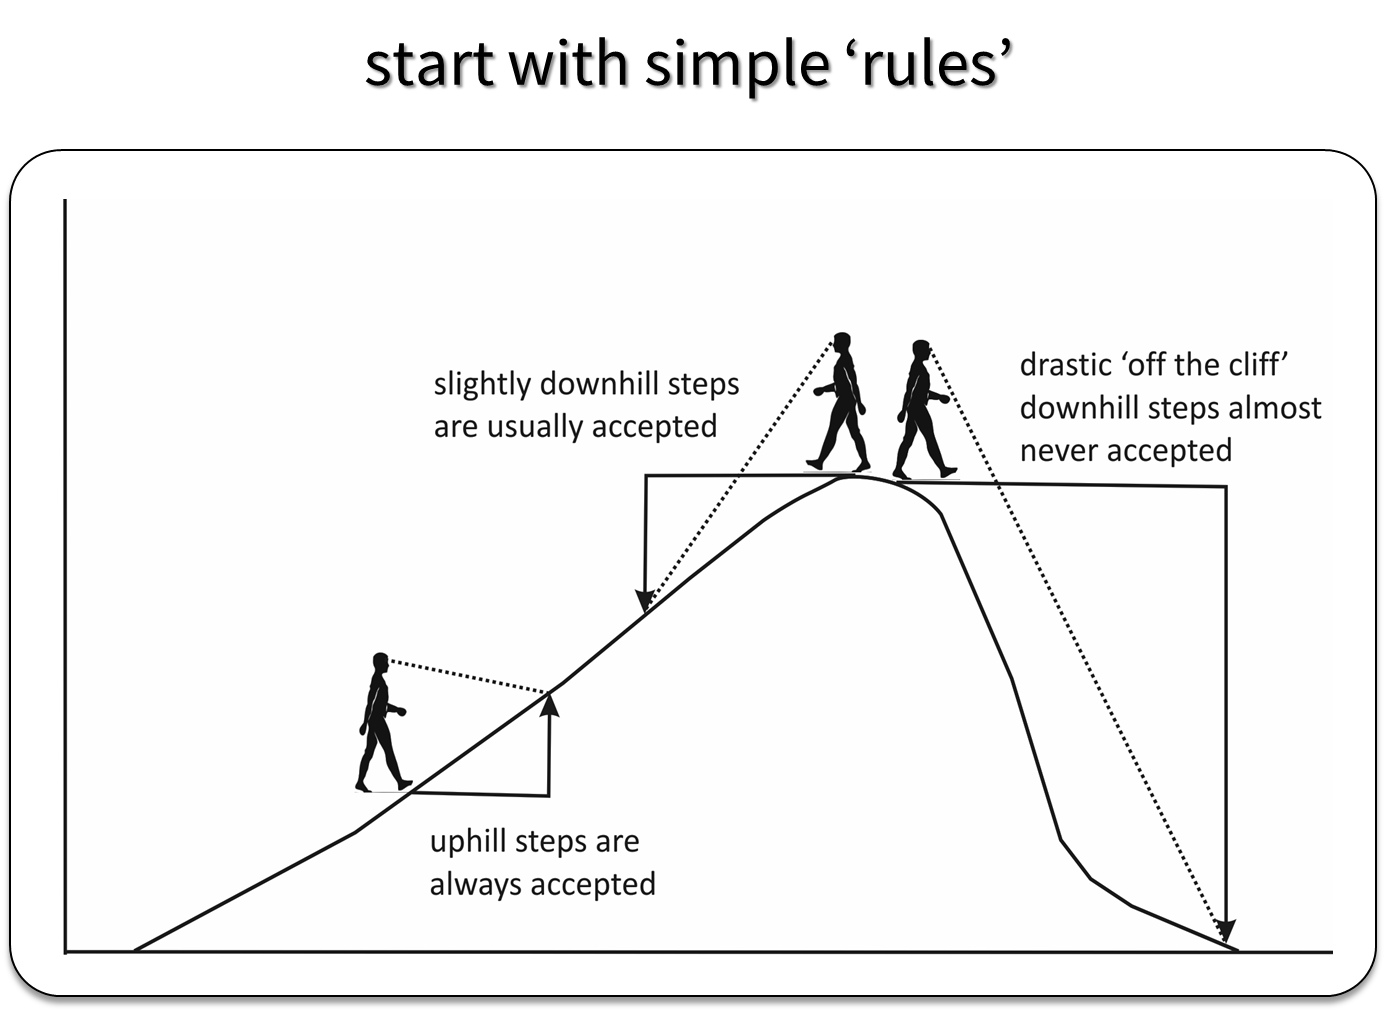 start with simple ‘rules’
slightly downhill steps
are usually accepted
drastic ‘off the cliff’
downhill steps almost
never accepted
uphill steps are
always accepted